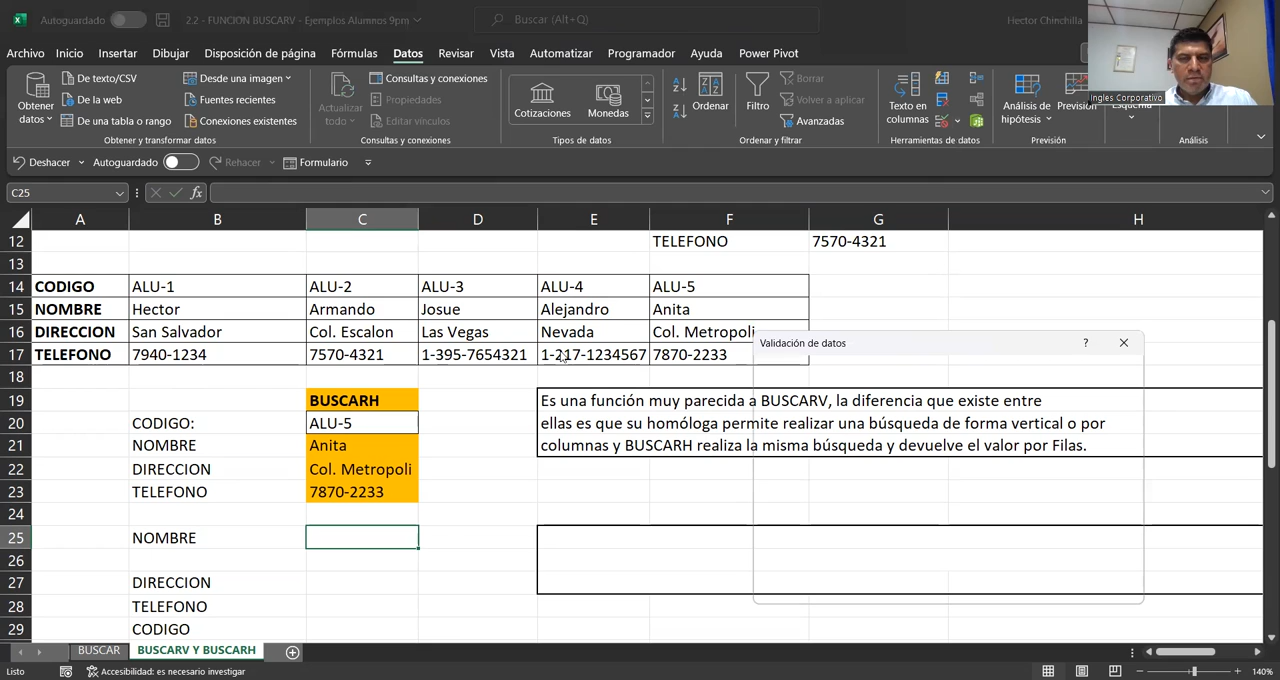 Autoguardado
2.2 - FUNCION BUSCARV - Ejemplos Alumnos 9pm
Buscar (Alt+Q)
Hector Chinchilla
Archivo Inicio Insertar Dibujar Disposición de página Fórmulas Datos Revisar Vista Automatizar Programador Ayuda Power Pivot
Obtener datos
De texto/CSV
De la web
De una tabla o rango
Desde una imagen
Fuentes recientes
Conexiones existentes
Obtener y transformar datos
Actualizar todo
Consultas y conexiones
Propiedades
Editar vínculos
Consultas y conexiones
Cotizaciones
Monedas
Tipos de datos
Ordenar
Filtro
Borrar
Volver a aplicar
Avanzadas
Ordenar y filtrar
Texto en columnas
Herramientas de datos
Análisis de hipótesis
Previsión
Previsión
Esquema
Análisis
Ingles Corporativo
Deshacer Autoguardado Rehacer Formulario
C25 fx
A B C D E F G H
12 TELEFONO 7570-4321
13
14 CODIGO ALU-1 ALU-2 ALU-3 ALU-4 ALU-5
15 NOMBRE Hector Armando Josue Alejandro Anita
16 DIRECCION San Salvador Col. Escalon Las Vegas Nevada Col. Metropoli
17 TELEFONO 7940-1234 7570-4321 1-395-7654321 1-217-1234567 7870-2233
Validación de datos ?
18
19 BUSCARH Es una función muy parecida a BUSCARV, la diferencia que existe entre
20 CODIGO: ALU-5 ellas es que su homóloga permite realizar una búsqueda de forma vertical o por
21 NOMBRE Anita columnas y BUSCARH realiza la misma búsqueda y devuelve el valor por Filas.
22 DIRECCION Col. Metropoli
23 TELEFONO 7870-2233
24
25 NOMBRE
26
27 DIRECCION
28 TELEFONO
29 CODIGO
BUSCAR BUSCARV Y BUSCARH
Listo Accesibilidad: es necesario investigar 140%